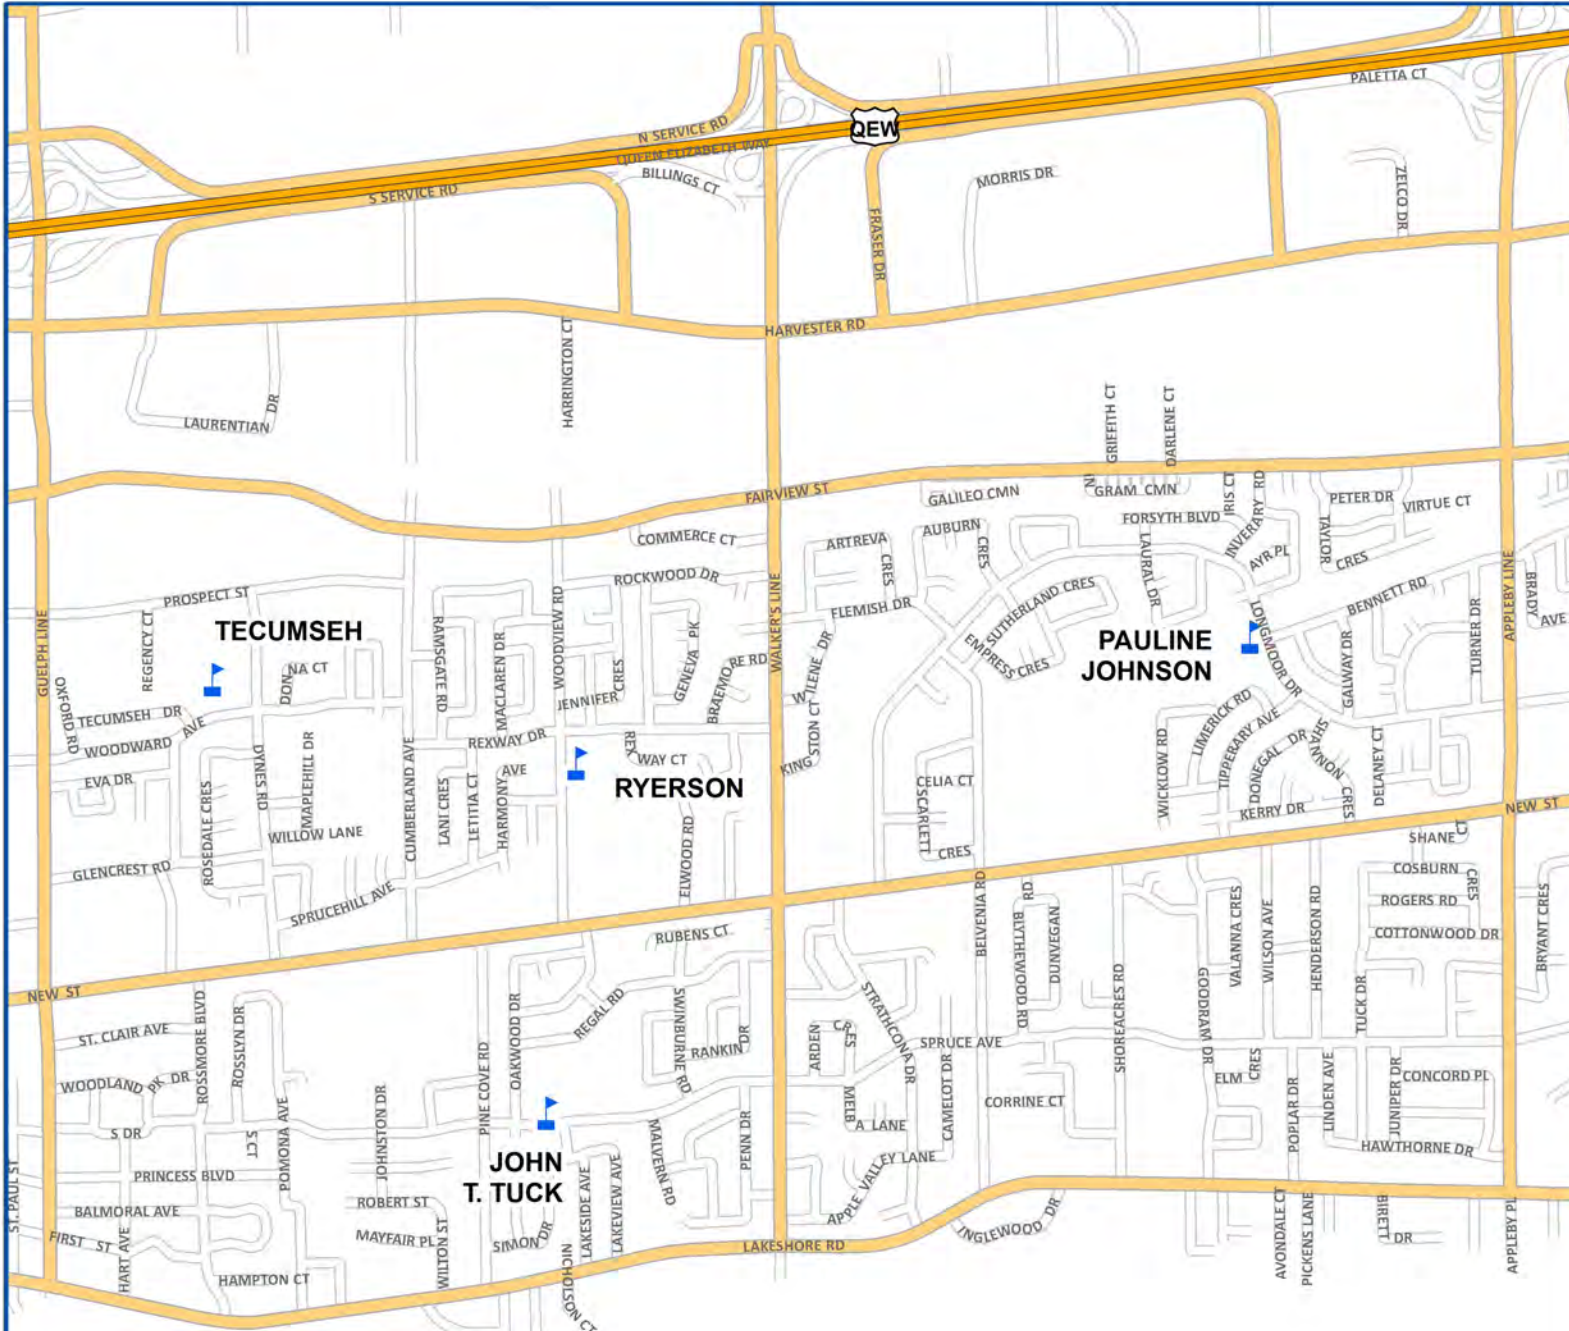 PALETTA CT
N SERVICE RD
QEW
QUEEN ELIZABETH WAY
BILLINGS CT
MORRIS DR
ZELCO DR
S SERVICE RD
FRASER DR
HARVESTER RD
HARRINGTON CT
LAURENTIAN DR
GRIFFITH CT
DARLENE CT
FAIRVIEW ST
GALILEO CMN
IN
GRAM CMN
IRIS CT
INVERARY RD
PETER DR
VIRTUE CT
FORSYTH BLVD
AUBURN
CRES
COMMERCE CT
ARTREVA
CRES
TAYLOR
CRES
LAURAL DR
AYR PL
APPLEBY LINE
ROCKWOOD DR
WALKER'S LINE
BENNETT RD
BRADY
AVE
PROSPECT ST
FLEMISH DR
SUTHERLAND CRES
EMPRESS CRES
LONGMOOR DR
TURNER DR
GUELPH LINE
REGENCY CT
TECUMSEH
RAMSGATE RD
MACLAREN DR
WOODVIEW RD
GENEVA PK
PAULINE
JOHNSON
GALWAY DR
DON
NA CT
JENNIFER
CRES
BRAEMORE RD
W
ILENE DR
OXFORD RD
TECUMSEH DR
WOODWARD AVE
LIMERICK RD
TIPPERARY AVE
DONEGAL DR
SHANNON
CRES
DELANEY CT
REXWAY DR
REX
WAY CT
KING
STON CT
WICKLOW RD
EVA DR
DYNES RD
MAPLEHILL DR
CUMBERLAND AVE
LANI CRES
LETITIA CT
HARMONY
AVE
RYERSON
CELIA CT
SCARLETT
CRES
KERRY DR
NEW ST
ROSEDALE CRES
WILLOW LANE
ELWOOD RD
SHANE
CT
GLENCREST RD
SPRUCEHILL AVE
COSBURN
CRES
ROGERS RD
COTTONWOOD DR
BRYANT CRES
BELVENIA RD
RD
BLYTHEWOOD RD
DUNVEGAN
VALANNA CRES
WILSON AVE
HENDERSON RD
RUBENS CT
NEW ST
REGAL RD
SWINBURNE RD
STRATHCONA DR
SHOREACRES RD
GOODRAM DR
TUCK DR
ST. CLAIR AVE
ROSSMORE BLVD
ROSSLYN DR
PINE COVE RD
OAKWOOD DR
RANKIN
DR
ARDEN
CRES
SPRUCE AVE
WOODLAND
PK DR
CAMELOT DR
ELM
CRES
CONCORD PL
S DR
S CT
POMONA AVE
JOHNSTON DR
MALVERN RD
PENN DR
MELB
A LANE
CORRINE CT
POPLAR DR
LINDEN AVE
JUNIPER DR
HAWTHORNE DR
PRINCESS BLVD
JOHN
T. TUCK
EY LANE
APPLE VALL
ST. PAUL ST
BALMORAL AVE
ROBERT ST
FIRST ST
HART AVE
MAYFAIR PL
WILTON ST
SIMON DR
LAKESIDE AVE
LAKEVIEW AVE
LAKESHORE RD
INGLEWOOD DR
AVONDALE CT
PICKENS LANE
BIRETT
DR
APPLEBY PL
HAMPTON CT
NICHOLSON CT